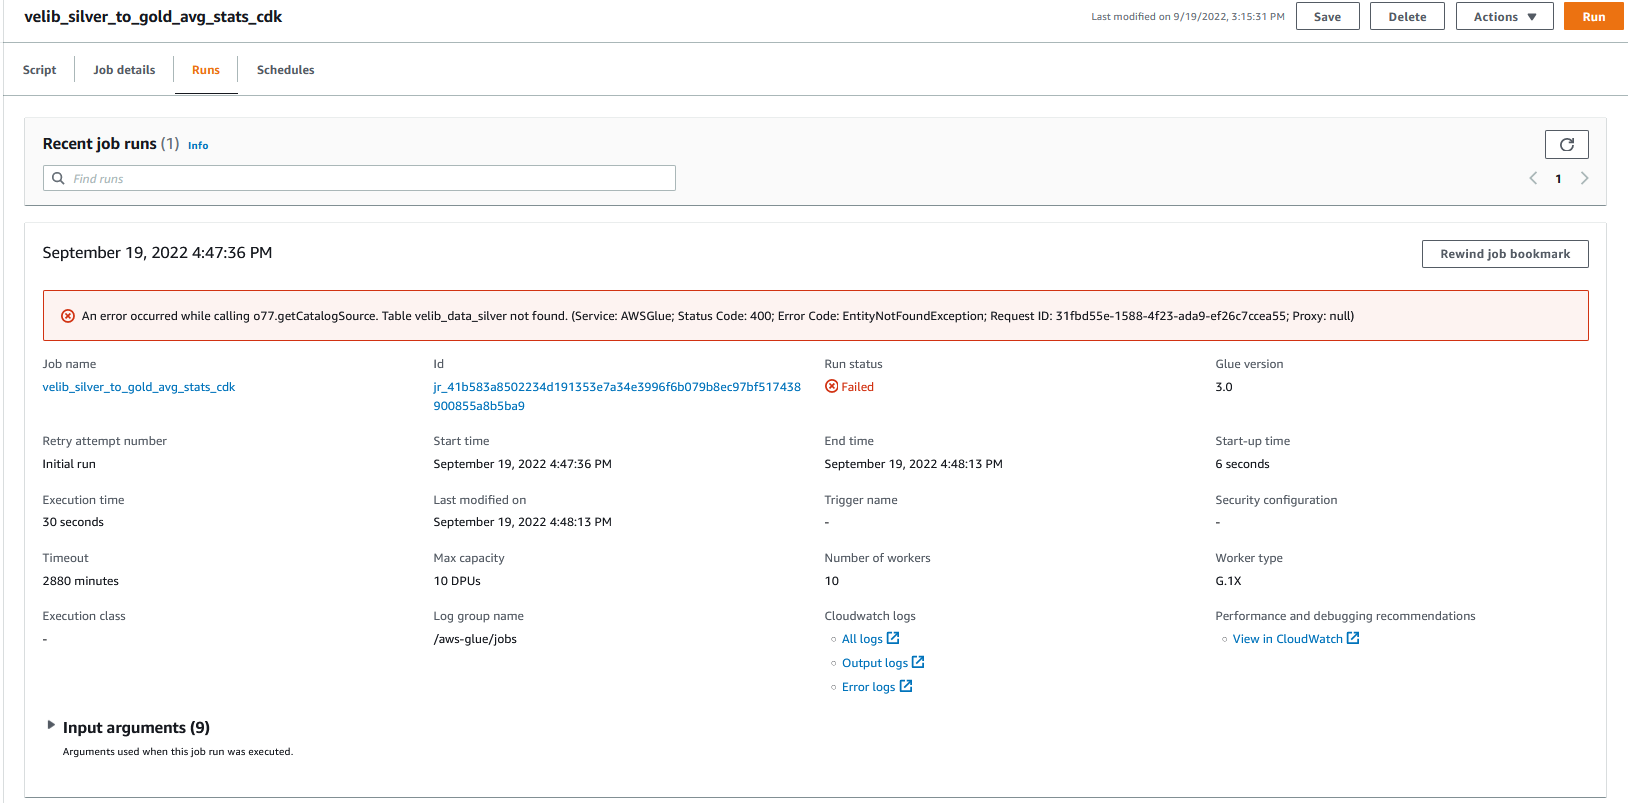 velib_silver_to_gold_avg_stats_cdk
Last modified on 9/19/2022, 3:15:31 PM
Save
Delete
Actions
Run
Script
Job details
Runs
Schedules
Recent job runs (1) Info
Find runs
1
September 19, 2022 4:47:36 PM
Rewind job bookmark
An error occurred while calling o77.getCatalogSource. Table velib_data_silver not found. (Service: AWSGlue; Status Code: 400; Error Code: EntityNotFoundException; Request ID: 31fbd55e-1588-4f23-ada9-ef26c7ccea55; Proxy: null)
Job name
velib_silver_to_gold_avg_stats_cdk
Id
jr_41b583a8502234d191353e7a34e3996f6b079b8ec97bf517438
900855a8b5ba9
Run status
Failed
Glue version
3.0
Retry attempt number
Initial run
Start time
September 19, 2022 4:47:36 PM
End time
September 19, 2022 4:48:13 PM
Start-up time
6 seconds
Execution time
30 seconds
Last modified on
September 19, 2022 4:48:13 PM
Trigger name
-
Security configuration
-
Timeout
2880 minutes
Max capacity
10 DPUs
Number of workers
10
Worker type
G.1X
Execution class
-
Log group name
/aws-glue/jobs
Cloudwatch logs
All logs
Output logs
Error logs
Performance and debugging recommendations
View in CloudWatch
Input arguments (9)
Arguments used when this job run was executed.